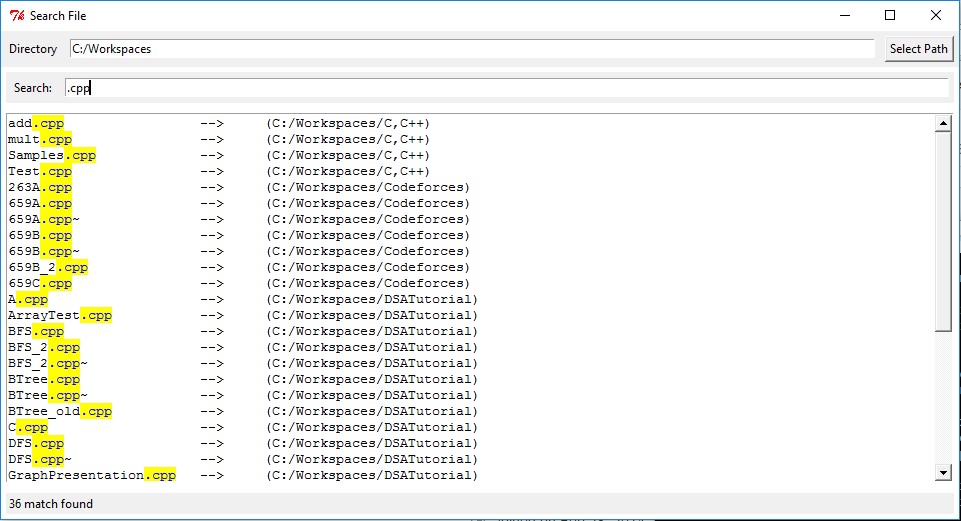 Search File
Directory C:/Workspaces Select Path
Search: .cpp
add.cpp --> (C:/Workspaces/C,C++)
mult.cpp --> (C:/Workspaces/C,C++)
Samples.cpp --> (C:/Workspaces/C,C++)
Test.cpp --> (C:/Workspaces/C,C++)
263A.cpp --> (C:/Workspaces/Codeforces)
659A.cpp --> (C:/Workspaces/Codeforces)
659A.cpp~ --> (C:/Workspaces/Codeforces)
659B.cpp --> (C:/Workspaces/Codeforces)
659B.cpp~ --> (C:/Workspaces/Codeforces)
659B_2.cpp --> (C:/Workspaces/Codeforces)
659C.cpp --> (C:/Workspaces/Codeforces)
A.cpp --> (C:/Workspaces/DSATutorial)
ArrayTest.cpp --> (C:/Workspaces/DSATutorial)
BFS.cpp --> (C:/Workspaces/DSATutorial)
BFS_2.cpp --> (C:/Workspaces/DSATutorial)
BFS_2.cpp~ --> (C:/Workspaces/DSATutorial)
BTree.cpp --> (C:/Workspaces/DSATutorial)
BTree.cpp~ --> (C:/Workspaces/DSATutorial)
BTree_old.cpp --> (C:/Workspaces/DSATutorial)
C.cpp --> (C:/Workspaces/DSATutorial)
DFS.cpp --> (C:/Workspaces/DSATutorial)
DFS.cpp~ --> (C:/Workspaces/DSATutorial)
GraphPresentation.cpp --> (C:/Workspaces/DSATutorial)
36 match found